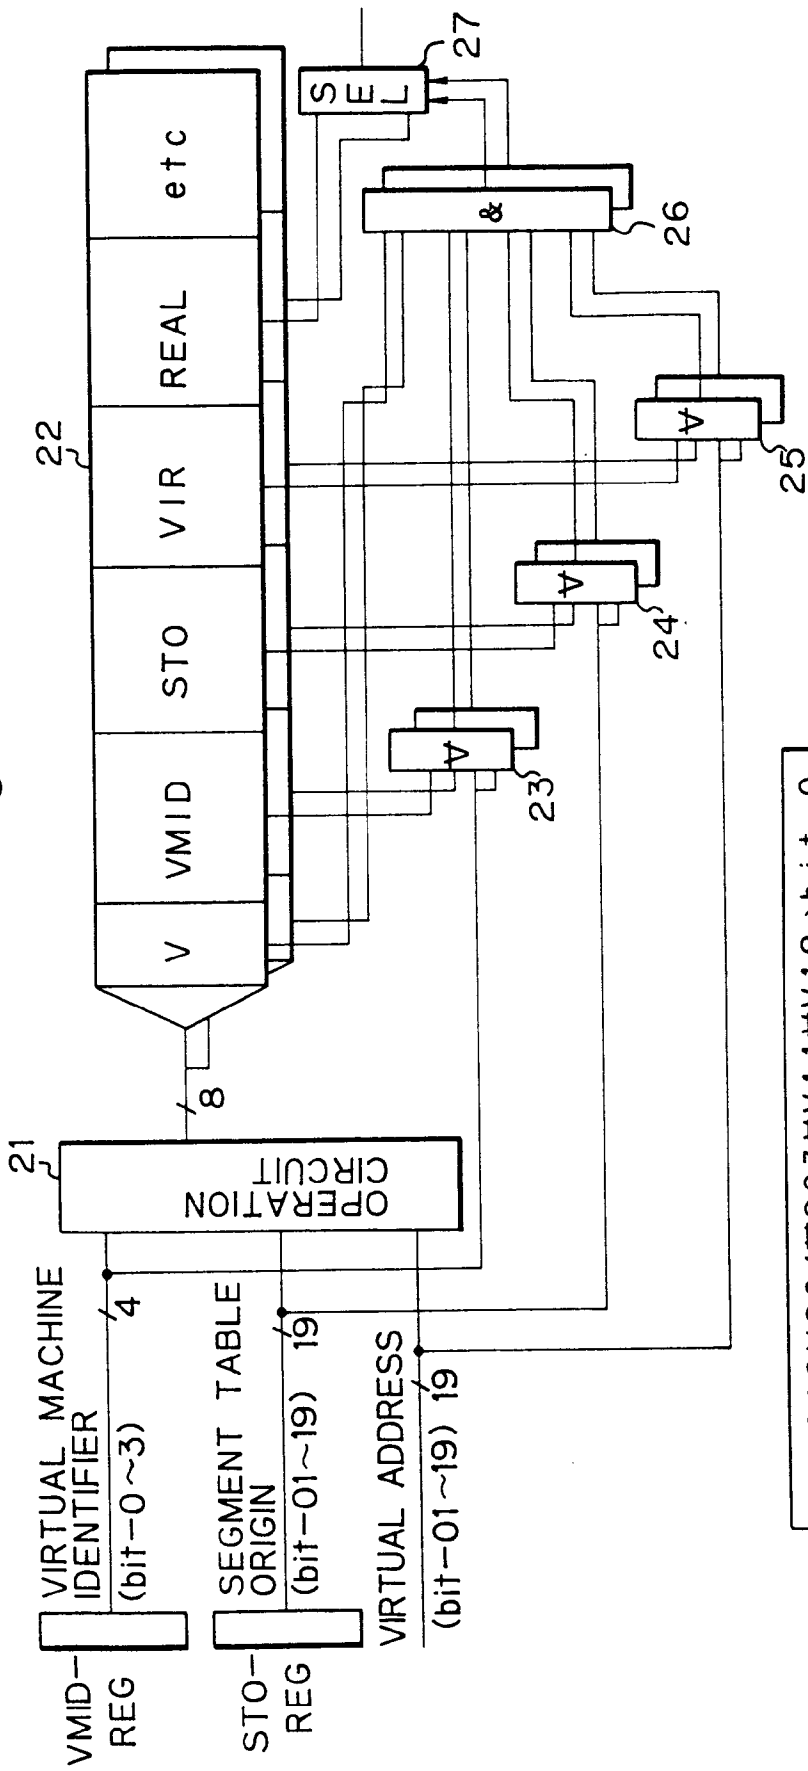 VMID-
REG
VIRTUAL MACHINE
IDENTIFIER
(bit-0~3)
4
STO-
REG
SEGMENT TABLE
ORIGIN
(bit-01~19)
19
VIRTUAL ADDRESS
(bit-01~19)
19
21
OPERATION
CIRCUIT
8
22
V
VMID
STO
VIR
REAL
etc
23
∀
24
∀
25
∀
&
26
SEL
27